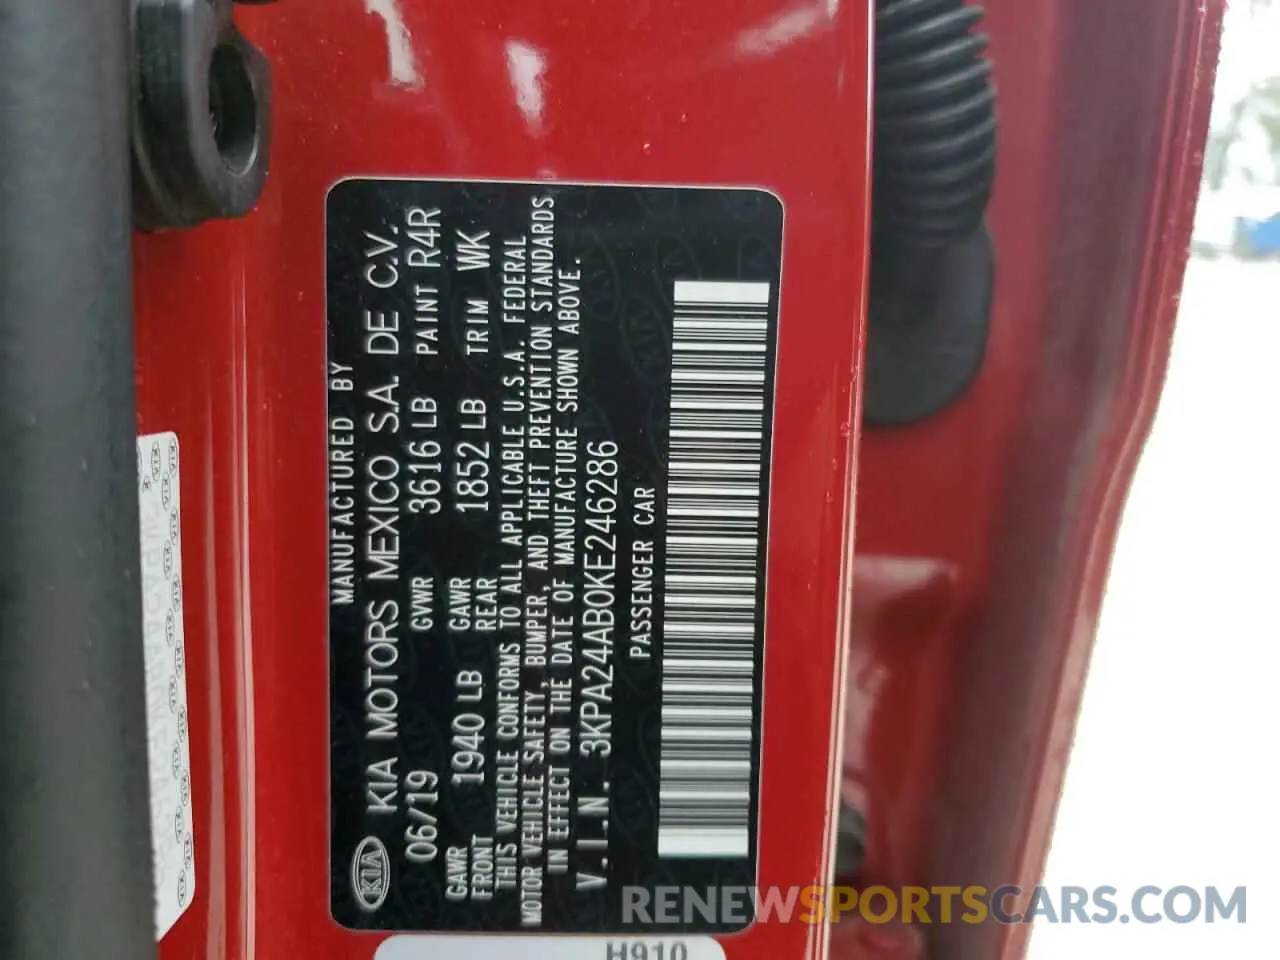 MANUFACTURED BY
KIA KIA MOTORS MEXICO S.A. DE C.V.
06/19 GVWR 3616 LB PAINT R4R
GAWR FRONT 1940 LB GAWR REAR 1852 LB TRIM WK
THIS VEHICLE CONFORMS TO ALL APPLICABLE U.S.A. FEDERAL
MOTOR VEHICLE SAFETY, BUMPER, AND THEFT PREVENTION STANDARDS
IN EFFECT ON THE DATE OF MANUFACTURE SHOWN ABOVE.
V.I.N. 3KPA24AB0KE246286
PASSENGER CAR
H910
RENEWSPORTSCARS.COM